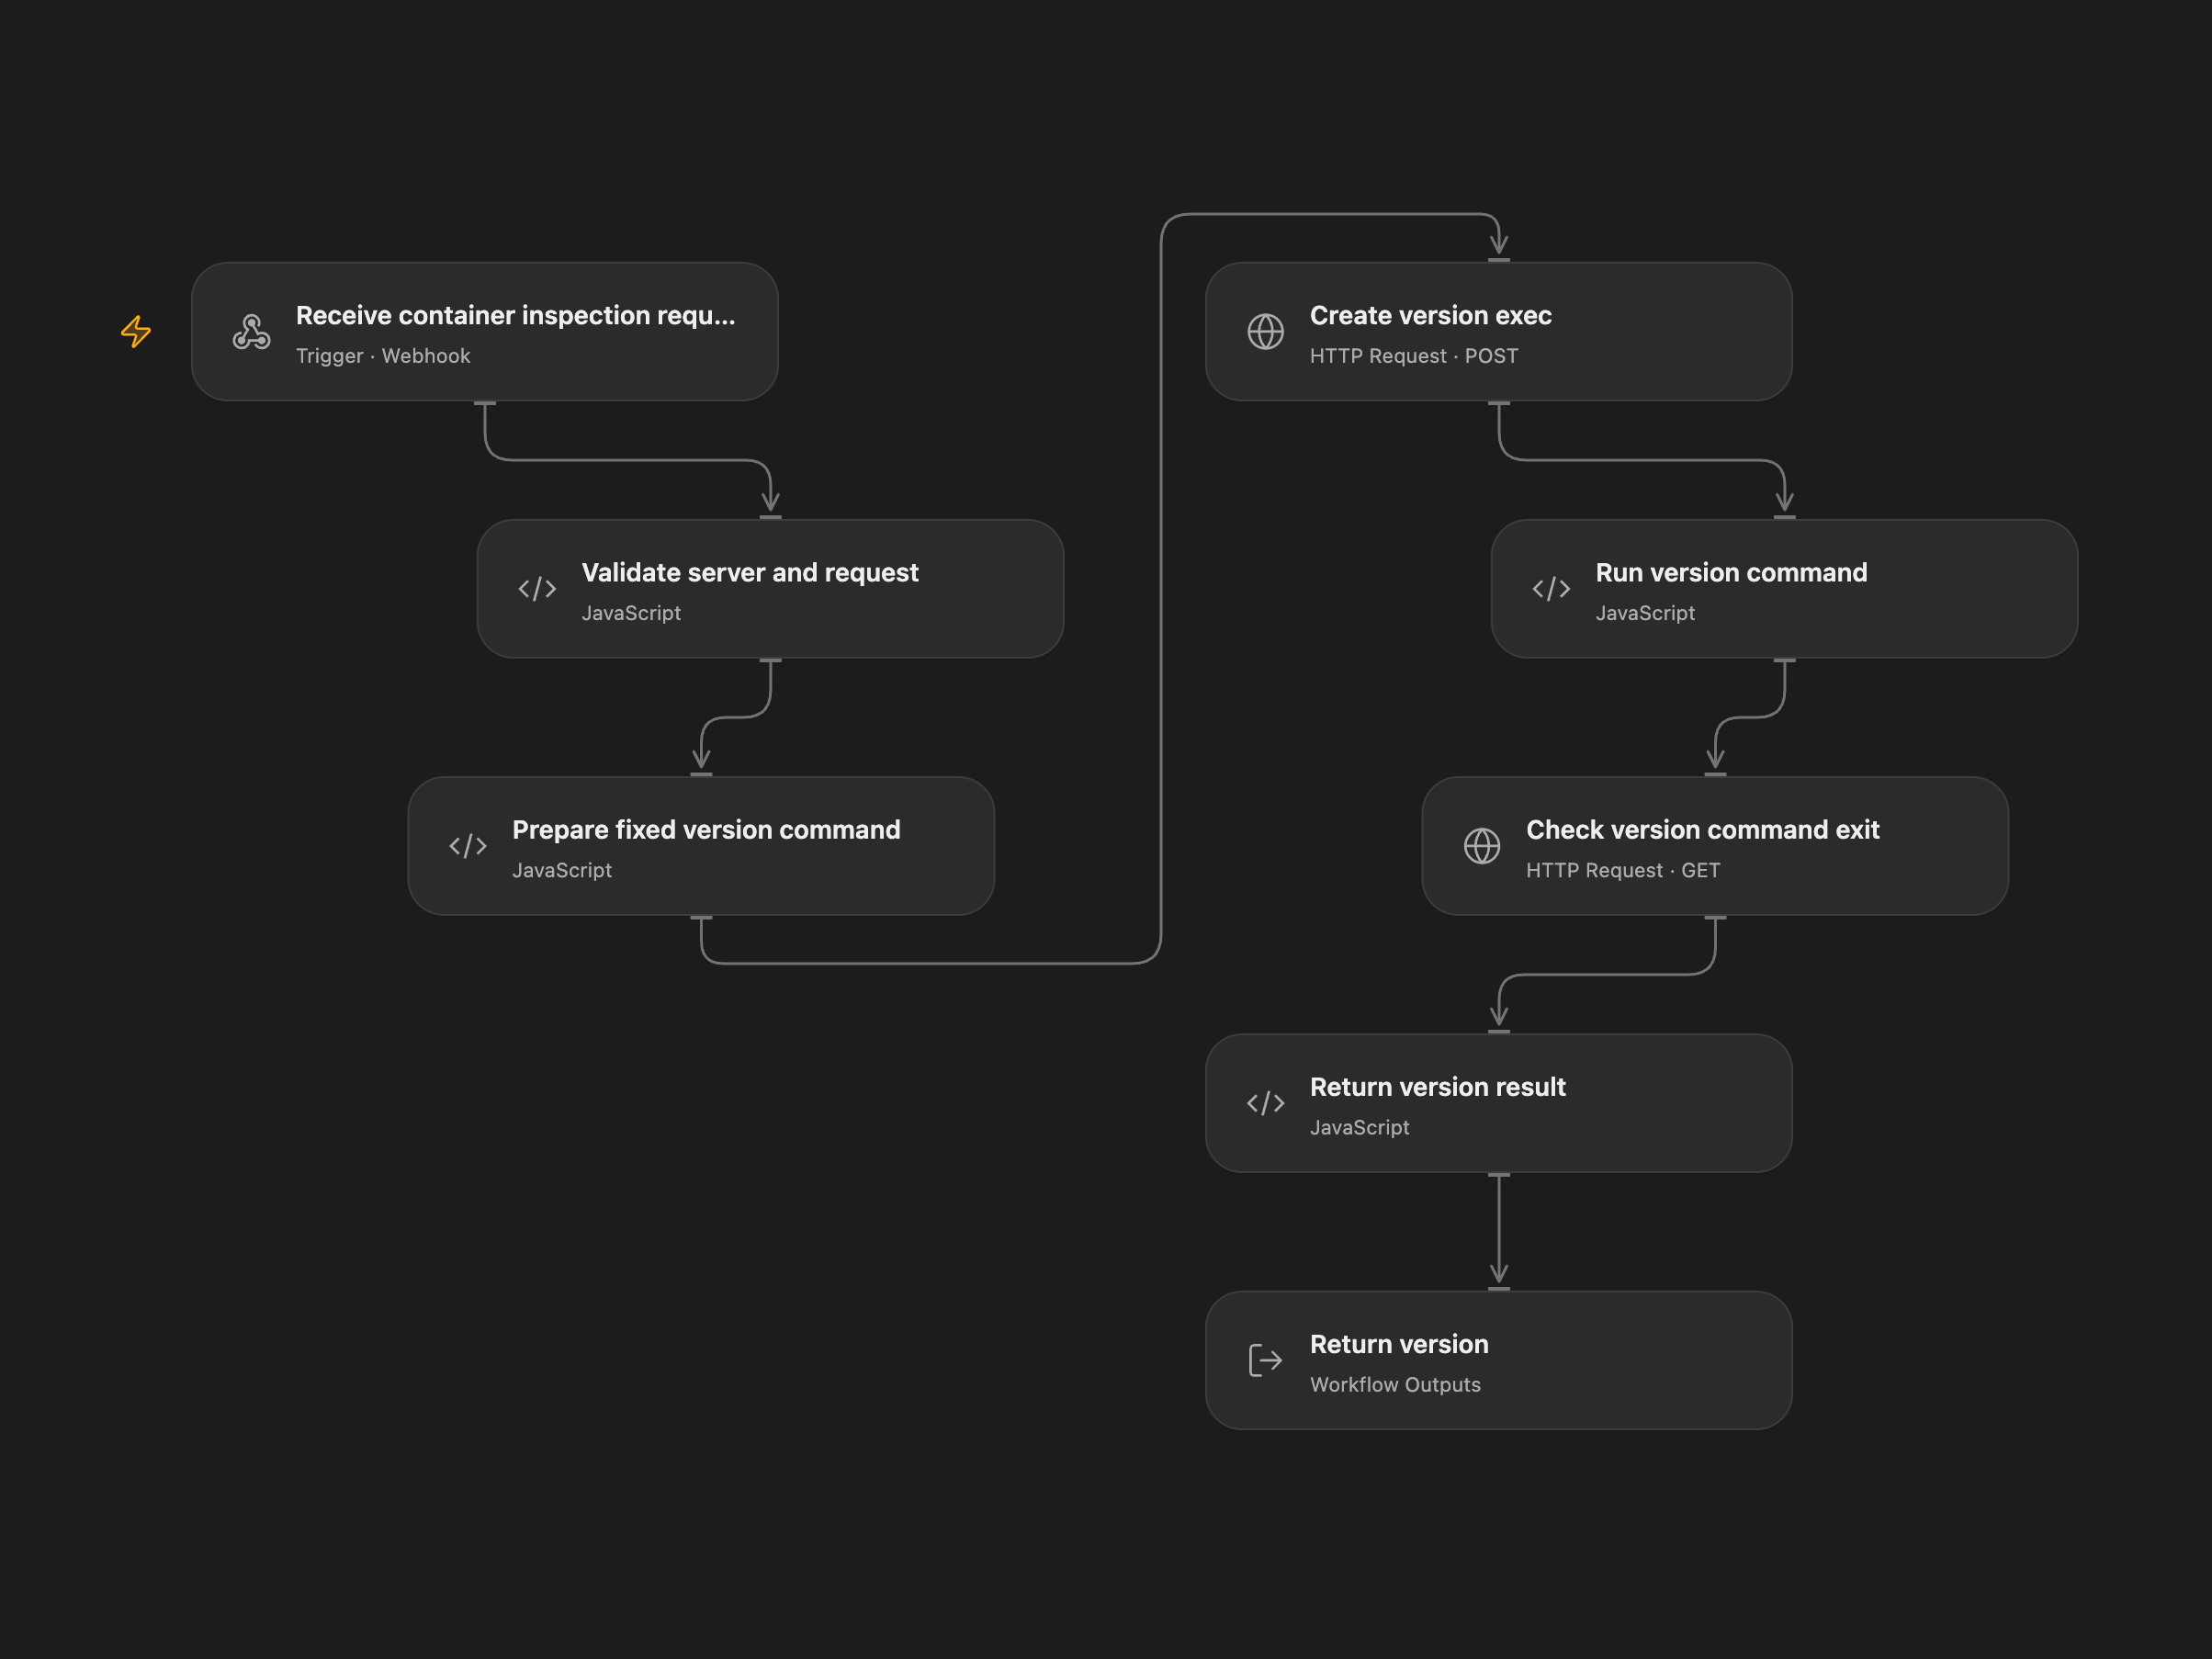 Receive container inspection requ...
Trigger · Webhook
Validate server and request
JavaScript
Prepare fixed version command
JavaScript
Create version exec
HTTP Request · POST
Run version command
JavaScript
Check version command exit
HTTP Request · GET
Return version result
JavaScript
Return version
Workflow Outputs